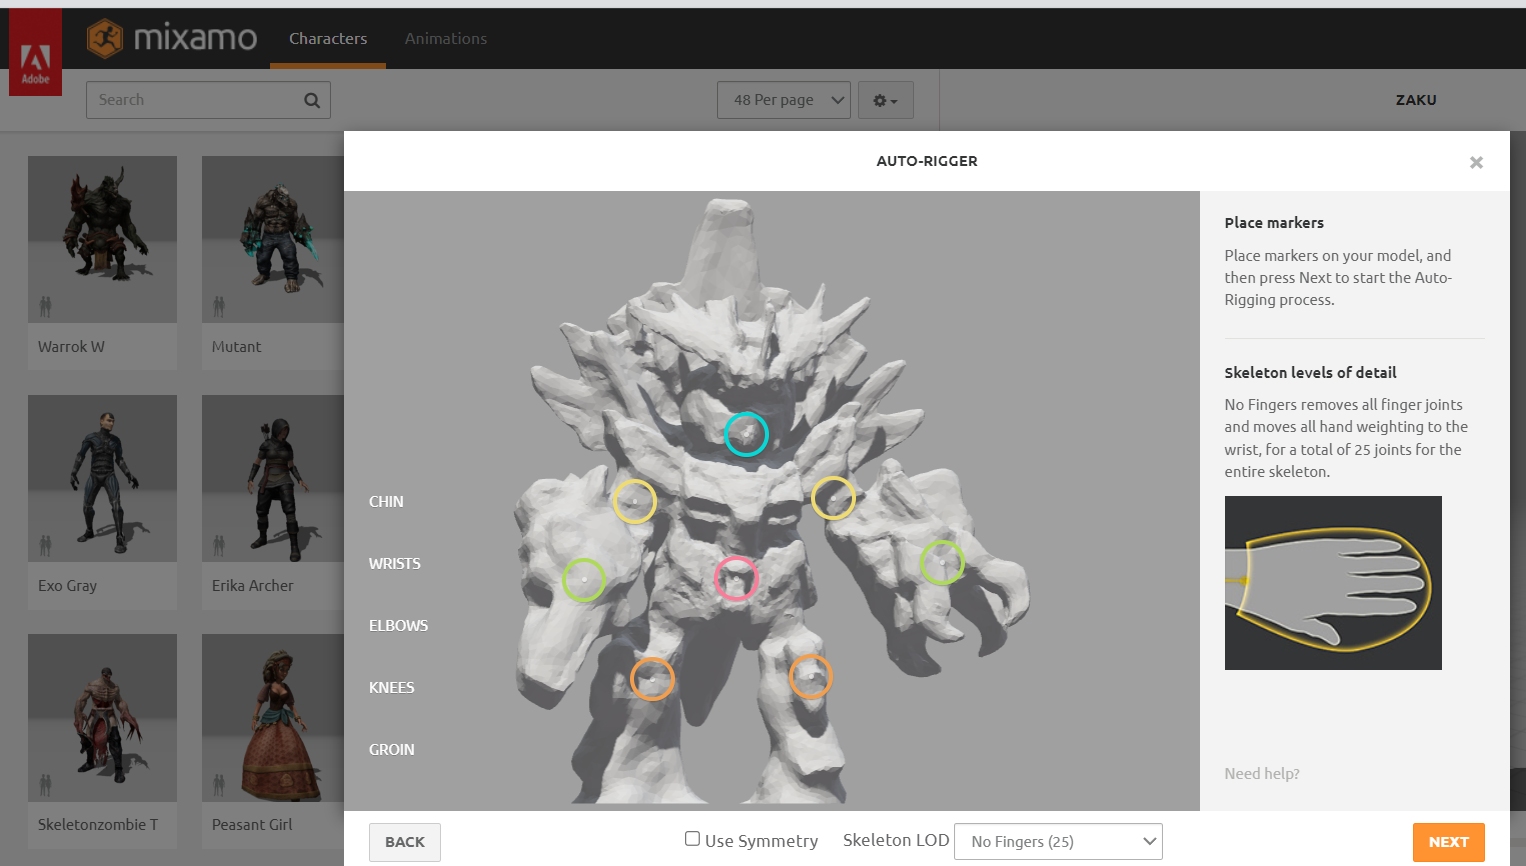 Adobe
mixamo
Characters
Animations
Search
48 Per page
ZAKU
AUTO-RIGGER
Warrok W
Mutant
Exo Gray
Erika Archer
Skeletonzombie T
Peasant Girl
CHIN
WRISTS
ELBOWS
KNEES
GROIN
Place markers
Place markers on your model, and
then press Next to start the Auto-
Rigging process.
Skeleton levels of detail
No Fingers removes all finger joints
and moves all hand weighting to the
wrist, for a total of 25 joints for the
entire skeleton.
Need help?
BACK
Use Symmetry
Skeleton LOD
No Fingers (25)
NEXT